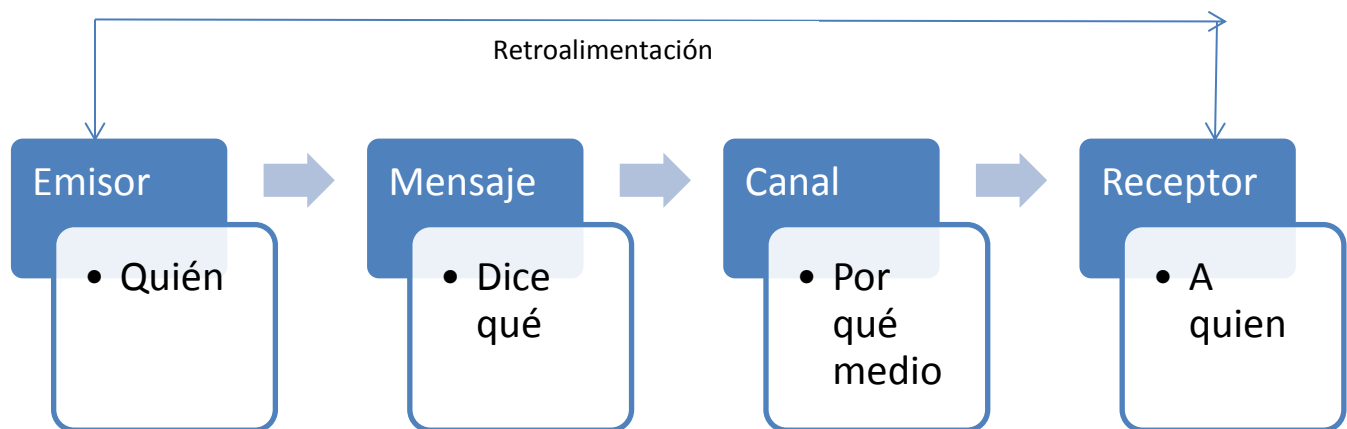 Retroalimentación
Emisor
• Quién
Mensaje
• Dice
qué
Canal
• Por
qué
medio
Receptor
• A
quien